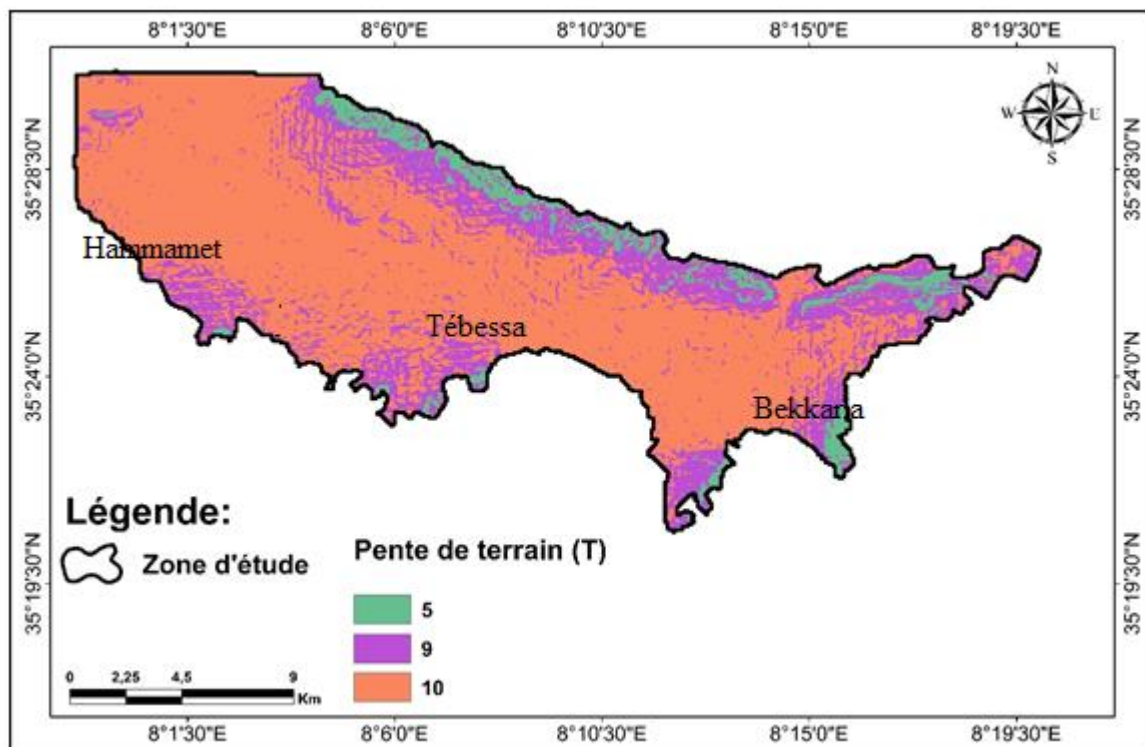 8°1'30"E 8°6'0"E 8°10'30"E 8°15'0"E 8°19'30"E
N
W E
S
35°28'30"N 35°28'30"N
Hammamet
Tébessa
35°24'0"N 35°24'0"N
Bekkaria
Légende:
Zone d'étude
Pente de terrain (T)
35°19'30"N 35°19'30"N
5
9
10
0 2,25 4,5 9
Km
8°1'30"E 8°6'0"E 8°10'30"E 8°15'0"E 8°19'30"E